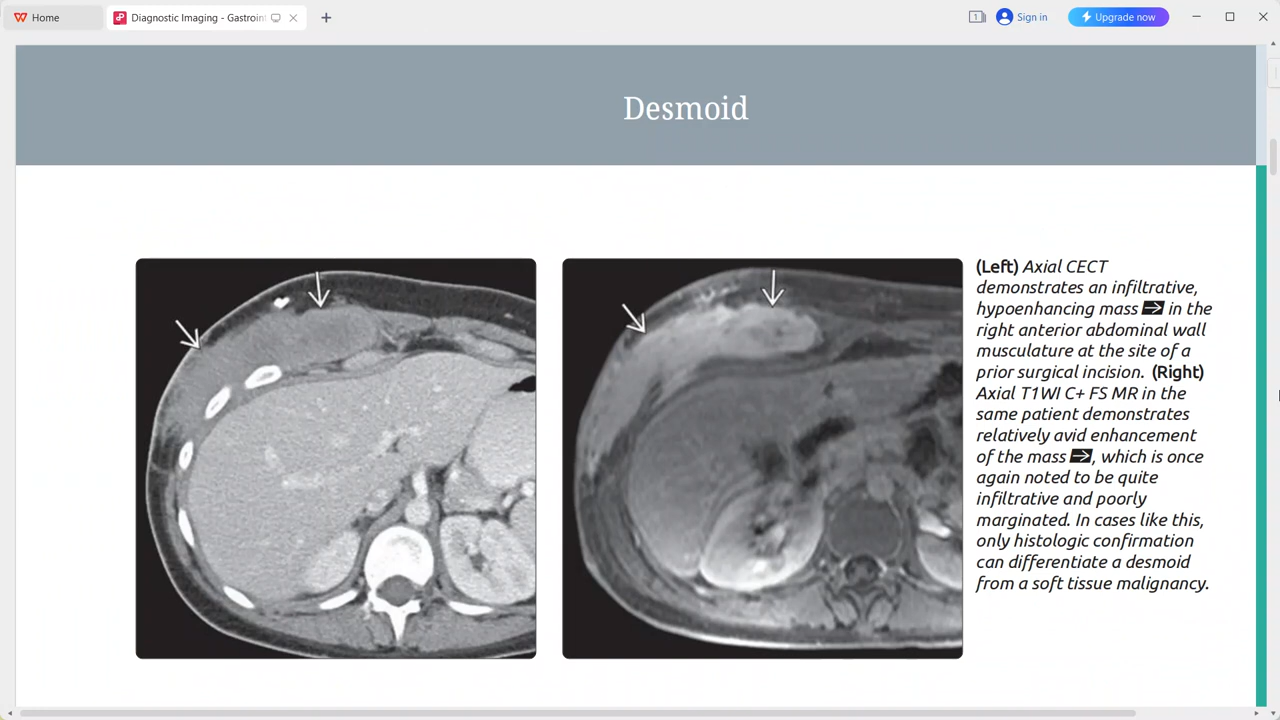 Home
Diagnostic Imaging - Gastroint
1
Sign in
Upgrade now
Desmoid
(Left) Axial CECT
demonstrates an infiltrative,
hypoenhancing mass ➡ in the
right anterior abdominal wall
musculature at the site of a
prior surgical incision. (Right)
Axial T1WI C+ FS MR in the
same patient demonstrates
relatively avid enhancement
of the mass ➡, which is once
again noted to be quite
infiltrative and poorly
marginated. In cases like this,
only histologic confirmation
can differentiate a desmoid
from a soft tissue malignancy.